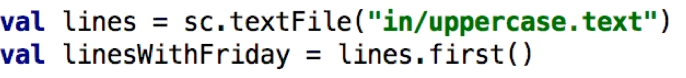 val lines = sc.textFile("in/uppercase.text")
val linesWithFriday = lines.first()